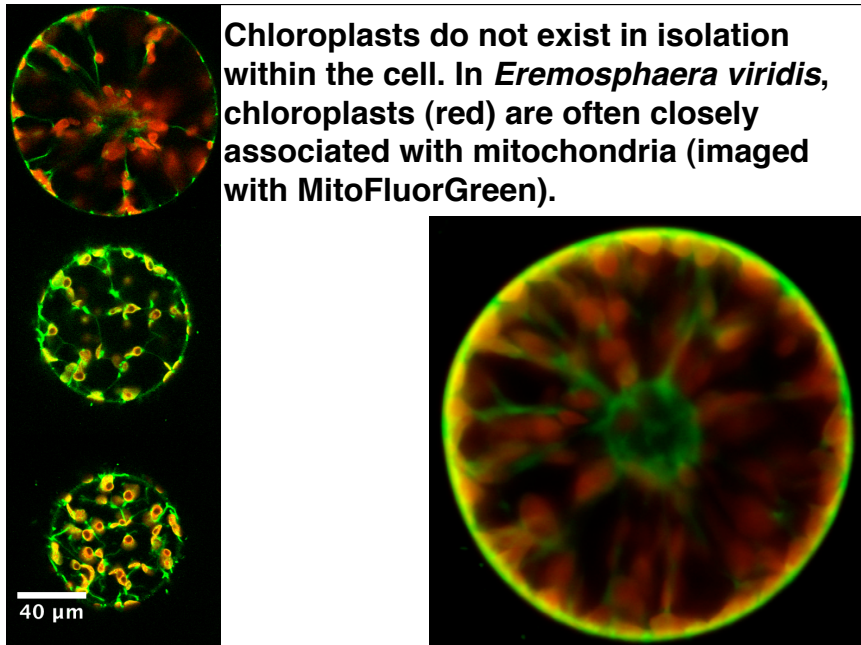 Chloroplasts do not exist in isolation
within the cell. In Eremosphaera viridis,
chloroplasts (red) are often closely
associated with mitochondria (imaged
with MitoFluorGreen).
40 µm